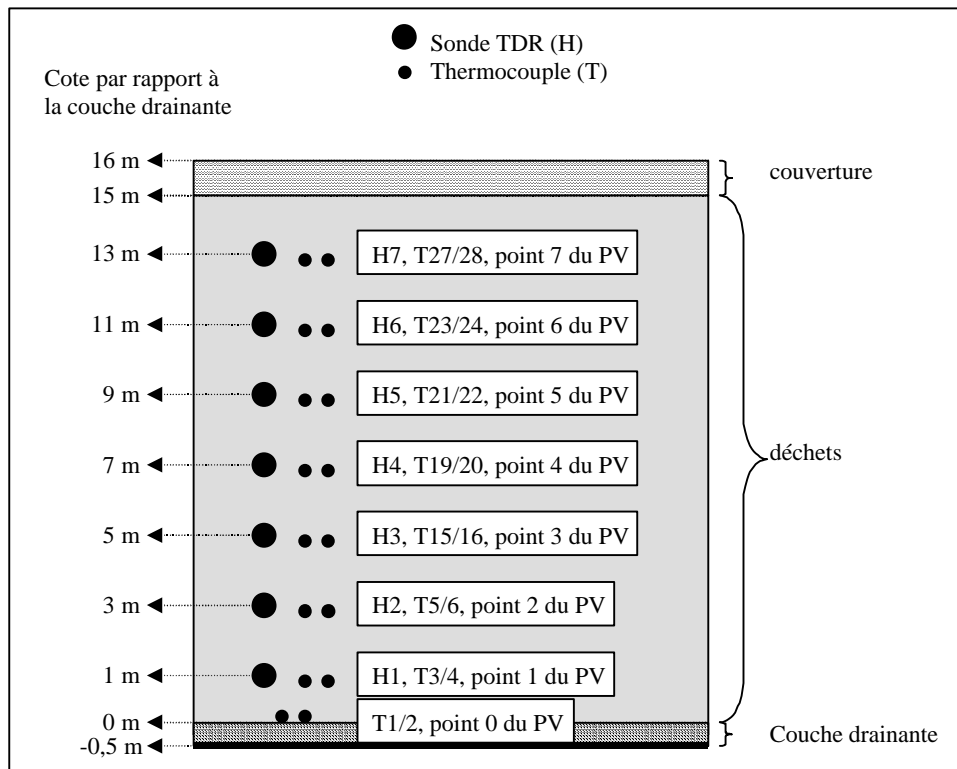 Sonde TDR (H)
Thermocouple (T)
Cote par rapport à
la couche drainante
16 m
couverture
15 m
13 m
H7, T27/28, point 7 du PV
11 m
H6, T23/24, point 6 du PV
9 m
H5, T21/22, point 5 du PV
déchets
7 m
H4, T19/20, point 4 du PV
5 m
H3, T15/16, point 3 du PV
3 m
H2, T5/6, point 2 du PV
1 m
H1, T3/4, point 1 du PV
0 m
T1/2, point 0 du PV
-0,5 m
Couche drainante